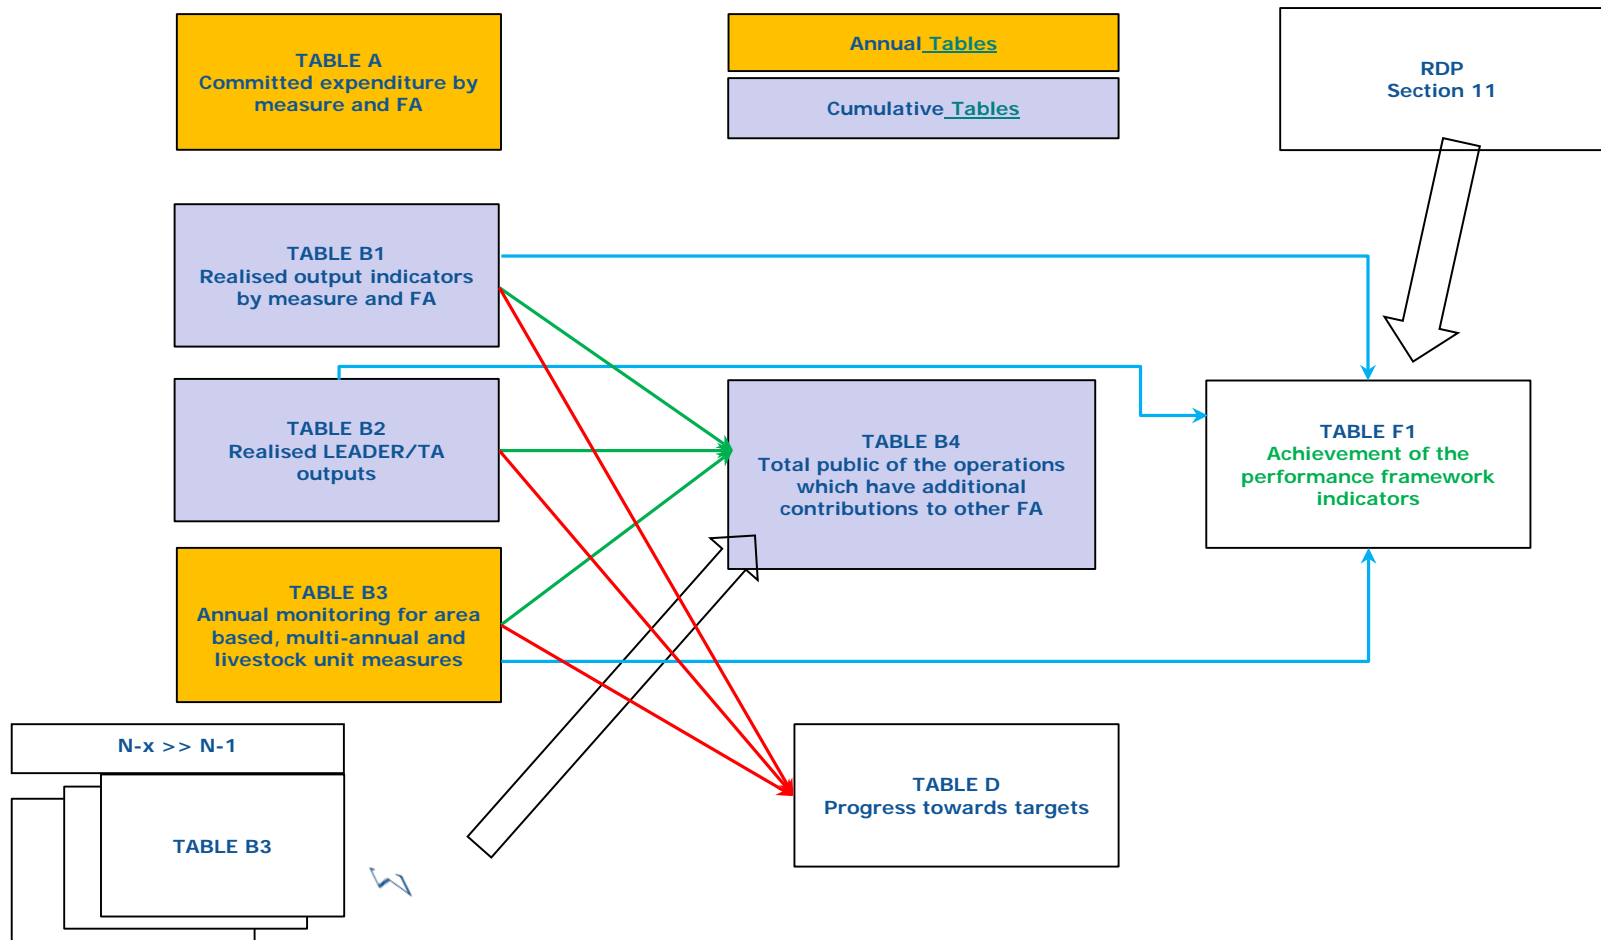 TABLE A
Committed expenditure by
measure and FA
Annual Tables
Cumulative Tables
RDP
Section 11
TABLE B1
Realised output indicators
by measure and FA
TABLE B2
Realised LEADER/TA
outputs
TABLE B4
Total public of the operations
which have additional
contributions to other FA
TABLE F1
Achievement of the
performance framework
indicators
TABLE B3
Annual monitoring for area
based, multi-annual and
livestock unit measures
N-x >> N-1
TABLE B3
TABLE D
Progress towards targets